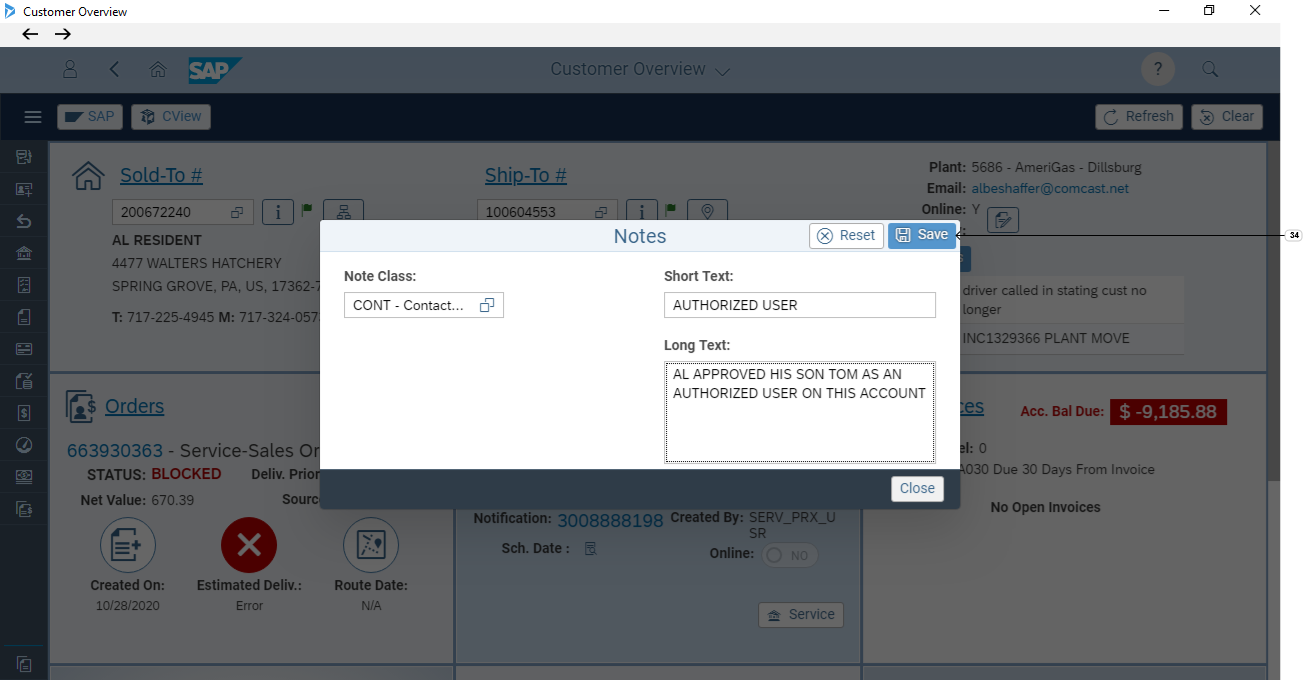 Customer Overview
SAP
Customer Overview
?
SAP
CView
Refresh
Clear
Sold-To #
200672240
i
AL RESIDENT
4477 WALTERS HATCHERY
SPRING GROVE, PA, US, 17362-7
T: 717-225-4945 M: 717-324-057
Ship-To #
100604553
i
Plant: 5686 - AmeriGas - Dillsburg
Email: albeshaffer@comcast.net
Online: Y
driver called in stating cust no
longer
INC1329366 PLANT MOVE
Notes
Reset
Save
34
Note Class:
CONT - Contact...
Short Text:
AUTHORIZED USER
Long Text:
AL APPROVED HIS SON TOM AS AN
AUTHORIZED USER ON THIS ACCOUNT
Close
Orders
663930363 - Service-Sales Or
STATUS: BLOCKED
Deliv. Prior
Net Value: 670.39
Sourc
Created On:
10/28/2020
Estimated Deliv.:
Error
Route Date:
N/A
Notification: 3008888198
Created By: SERV_PRX_U
SR
Sch. Date :
Online:
NO
Service
ces
Acc. Bal Due:
$ -9,185.88
el: 0
A030 Due 30 Days From Invoice
No Open Invoices